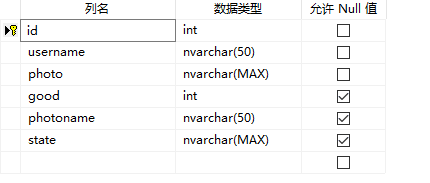 列名 数据类型 允许 Null 值
id int
username nvarchar(50)
photo nvarchar(MAX)
good int
photoname nvarchar(50)
state nvarchar(MAX)